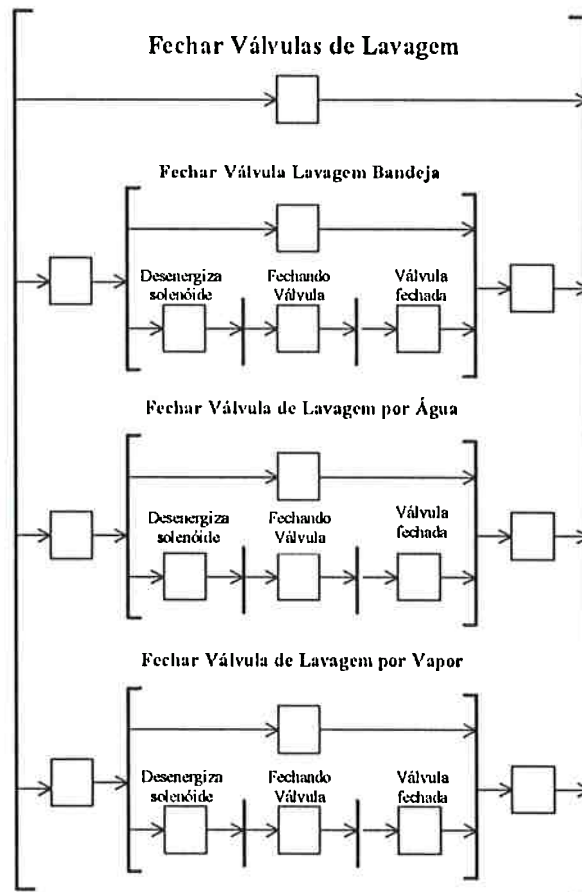 Fechar Válvulas de Lavagem
Fechar Válvula Lavagem Bandeja
Desenergiza
solenóide
Fechando
Válvula
Válvula
fechada
Fechar Válvula de Lavagem por Água
Desenergiza
solenóide
Fechando
Válvula
Válvula
fechada
Fechar Válvula de Lavagem por Vapor
Desenergiza
solenóide
Fechando
Válvula
Válvula
fechada